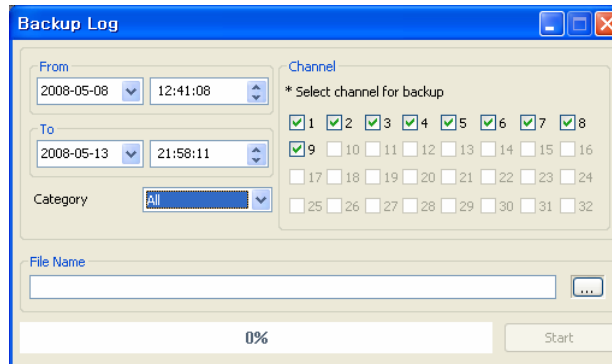 Backup Log
From
2008-05-08 12:41:08
To
2008-05-13 21:58:11
Category All
Channel
* Select channel for backup
1 2 3 4 5 6 7 8
9 10 11 12 13 14 15 16
17 18 19 20 21 22 23 24
25 26 27 28 29 30 31 32
File Name
...
0% Start